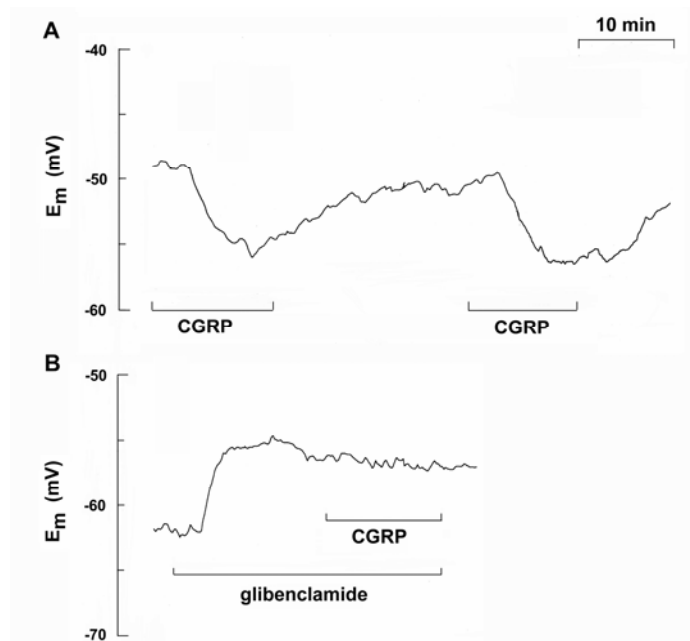 A
10 min
-40
-50
-60
Em (mV)
CGRP
CGRP
B
-50
-60
-70
Em (mV)
CGRP
glibenclamide